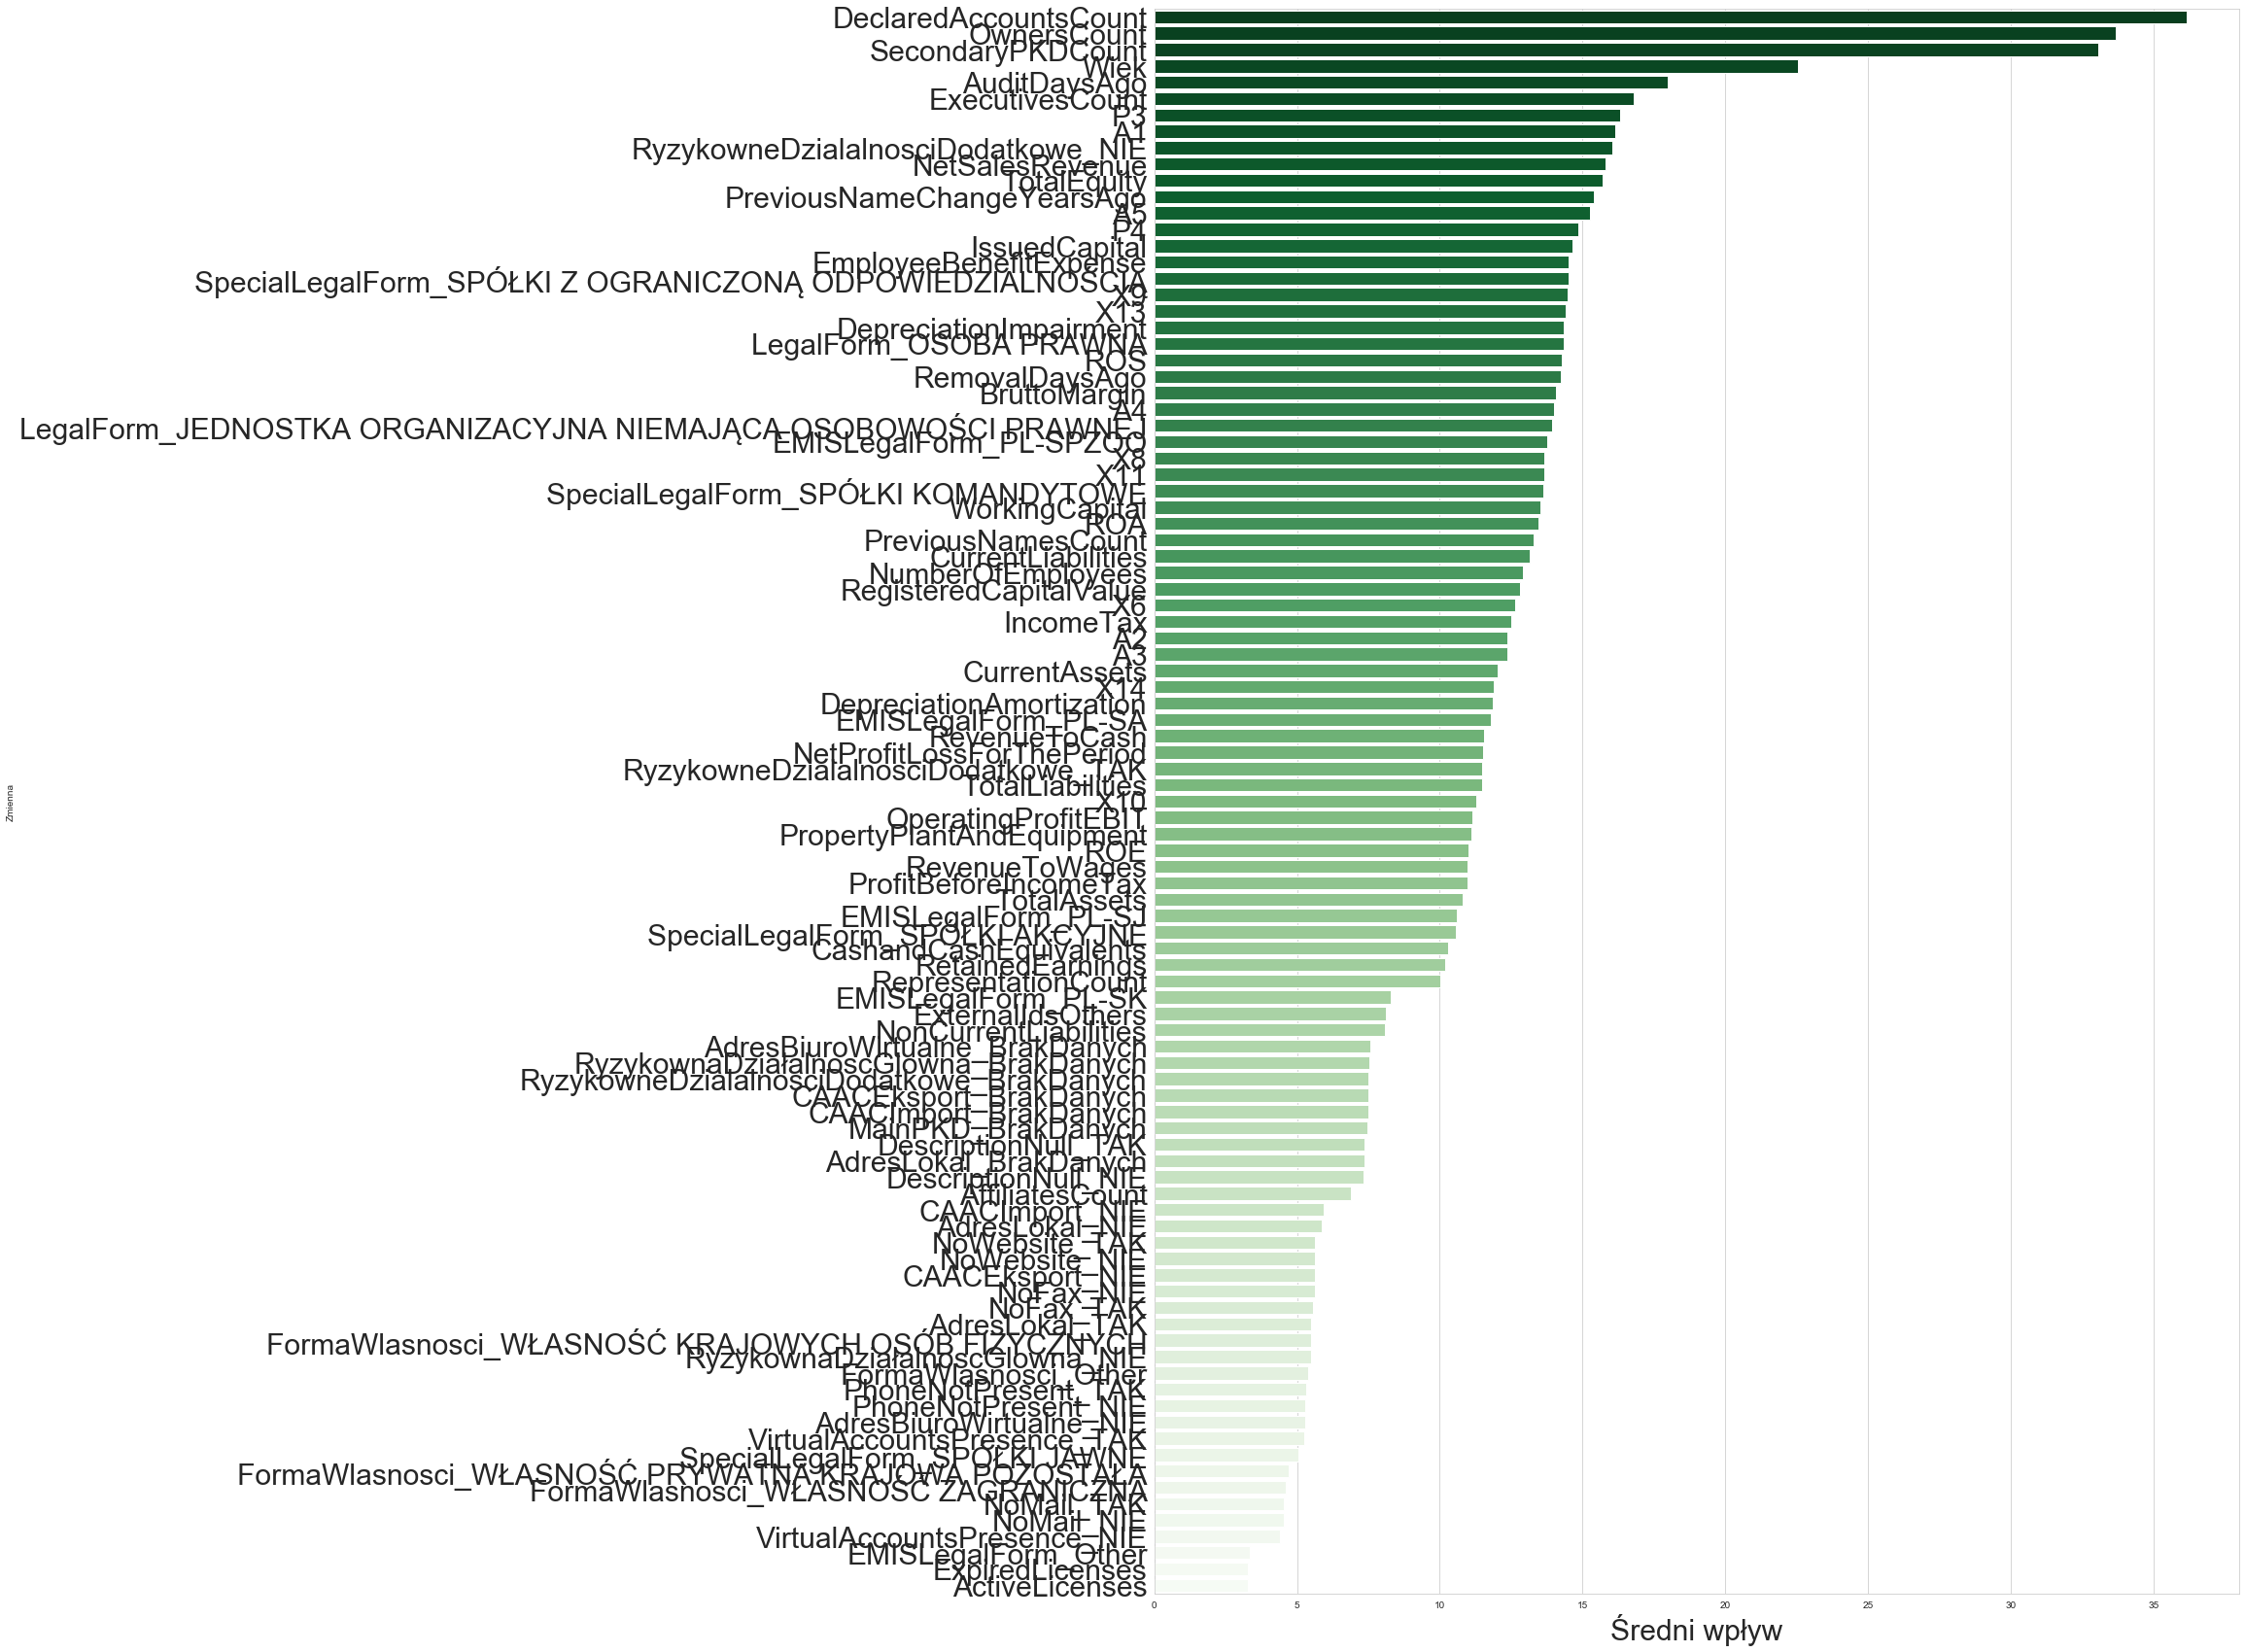 DeclaredAccountsCount
OwnersCount
SecondaryPKDCount
Wiek
AuditDaysAgo
ExecutivesCount
P3
A1
RyzykowneDzialalnosciDodatkowe_NIE
NetSalesRevenue
TotalEquity
PreviousNameChangeYearsAgo
A5
P4
IssuedCapital
EmployeeBenefitExpense
SpecialLegalForm_SPÓŁKI Z OGRANICZONĄ ODPOWIEDZIALNOŚCIĄ
X9
X13
DepreciationImpairment
LegalForm_OSOBA PRAWNA
ROS
RemovalDaysAgo
BruttoMargin
A4
LegalForm_JEDNOSTKA ORGANIZACYJNA NIEMAJĄCA OSOBOWOŚCI PRAWNEJ
EMISLegalForm_PL-SPZOO
X8
X11
SpecialLegalForm_SPÓŁKI KOMANDYTOWE
WorkingCapital
ROA
PreviousNamesCount
CurrentLiabilities
NumberOfEmployees
RegisteredCapitalValue
X6
IncomeTax
A2
A3
CurrentAssets
X14
DepreciationAmortization
EMISLegalForm_PL-SA
RevenueToCash
NetProfitLossForThePeriod
RyzykowneDzialalnosciDodatkowe_TAK
TotalLiabilities
X10
OperatingProfitEBIT
PropertyPlantAndEquipment
ROE
RevenueToWages
ProfitBeforeIncomeTax
TotalAssets
EMISLegalForm_PL-SJ
SpecialLegalForm_SPÓŁKI AKCYJNE
CashandCashEquivalents
RetainedEarnings
RepresentationCount
EMISLegalForm_PL-SK
ExternalIdsOthers
NonCurrentLiabilities
AdresBiuroWirtualne_BrakDanych
RyzykownaDziałalnoscGlowna_BrakDanych
RyzykowneDzialalnosciDodatkowe_BrakDanych
CAACEksport_BrakDanych
CAACImport_BrakDanych
MainPKD_BrakDanych
DescriptionNull_TAK
AdresLokal_BrakDanych
DescriptionNull_NIE
AffiliatesCount
CAACImport_NIE
AdresLokal_NIE
NoWebsite_TAK
NoWebsite_NIE
CAACEksport_NIE
NoFax_NIE
NoFax_TAK
AdresLokal_TAK
FormaWlasnosci_WŁASNOŚĆ KRAJOWYCH OSÓB FIZYCZNYCH
RyzykownaDziałalnoscGlowna_NIE
FormaWlasnosci_Other
PhoneNotPresent_TAK
PhoneNotPresent_NIE
AdresBiuroWirtualne_NIE
VirtualAccountsPresence_TAK
SpecialLegalForm_SPÓŁKI JAWNE
FormaWlasnosci_WŁASNOŚĆ PRYWATNA KRAJOWA POZOSTAŁA
FormaWlasnosci_WŁASNOŚĆ ZAGRANICZNA
NoMail_TAK
NoMail_NIE
VirtualAccountsPresence_NIE
EMISLegalForm_Other
ExpiredLicenses
ActiveLicenses
Zmienna
0 5 10 15 20 25 30 35
Średni wpływ